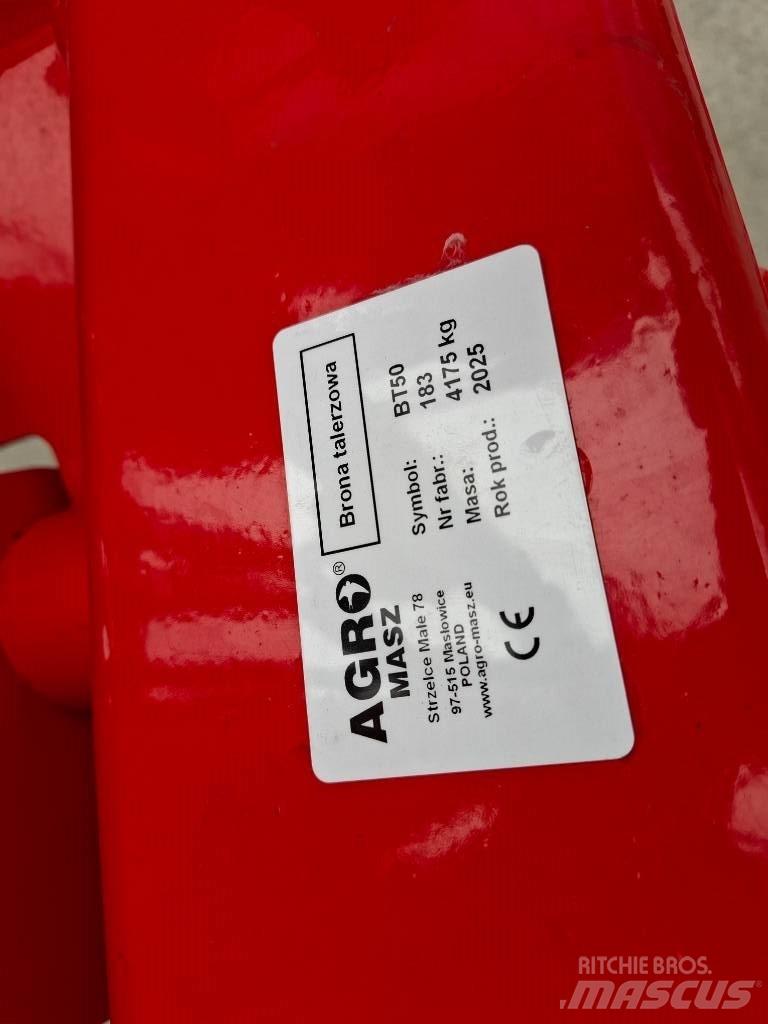 AGRO®
MASZ
Strzelce Małe 78
97-515 Masłowice
POLAND
www.agro-masz.eu
CE
Brona talerzowa
Symbol: BT50
Nr fabr.: 183
Masa: 4175 kg
Rok prod.: 2025
RITCHIE BROS.
MASCUS